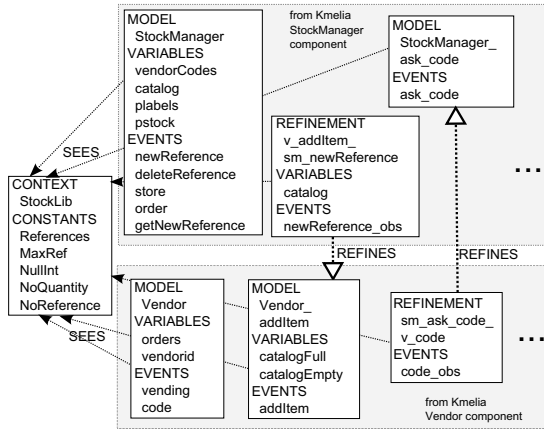 MODEL
StockManager
VARIABLES
vendorCodes
catalog
plabels
pstock
EVENTS
newReference
deleteReference
store
order
getNewReference
from Kmelia
StockManager
component
MODEL
StockManager_
ask_code
EVENTS
ask_code
REFINEMENT
v_addItem_
sm_newReference
VARIABLES
catalog
EVENTS
newReference_obs
...
SEES
CONTEXT
StockLib
CONSTANTS
References
MaxRef
NullInt
NoQuantity
NoReference
REFINES
REFINES
SEES
MODEL
Vendor
VARIABLES
orders
vendorid
EVENTS
vending
code
MODEL
Vendor_
addItem
VARIABLES
catalogFull
catalogEmpty
EVENTS
addItem
REFINEMENT
sm_ask_code_
v_code
EVENTS
code_obs
...
from Kmelia
Vendor component